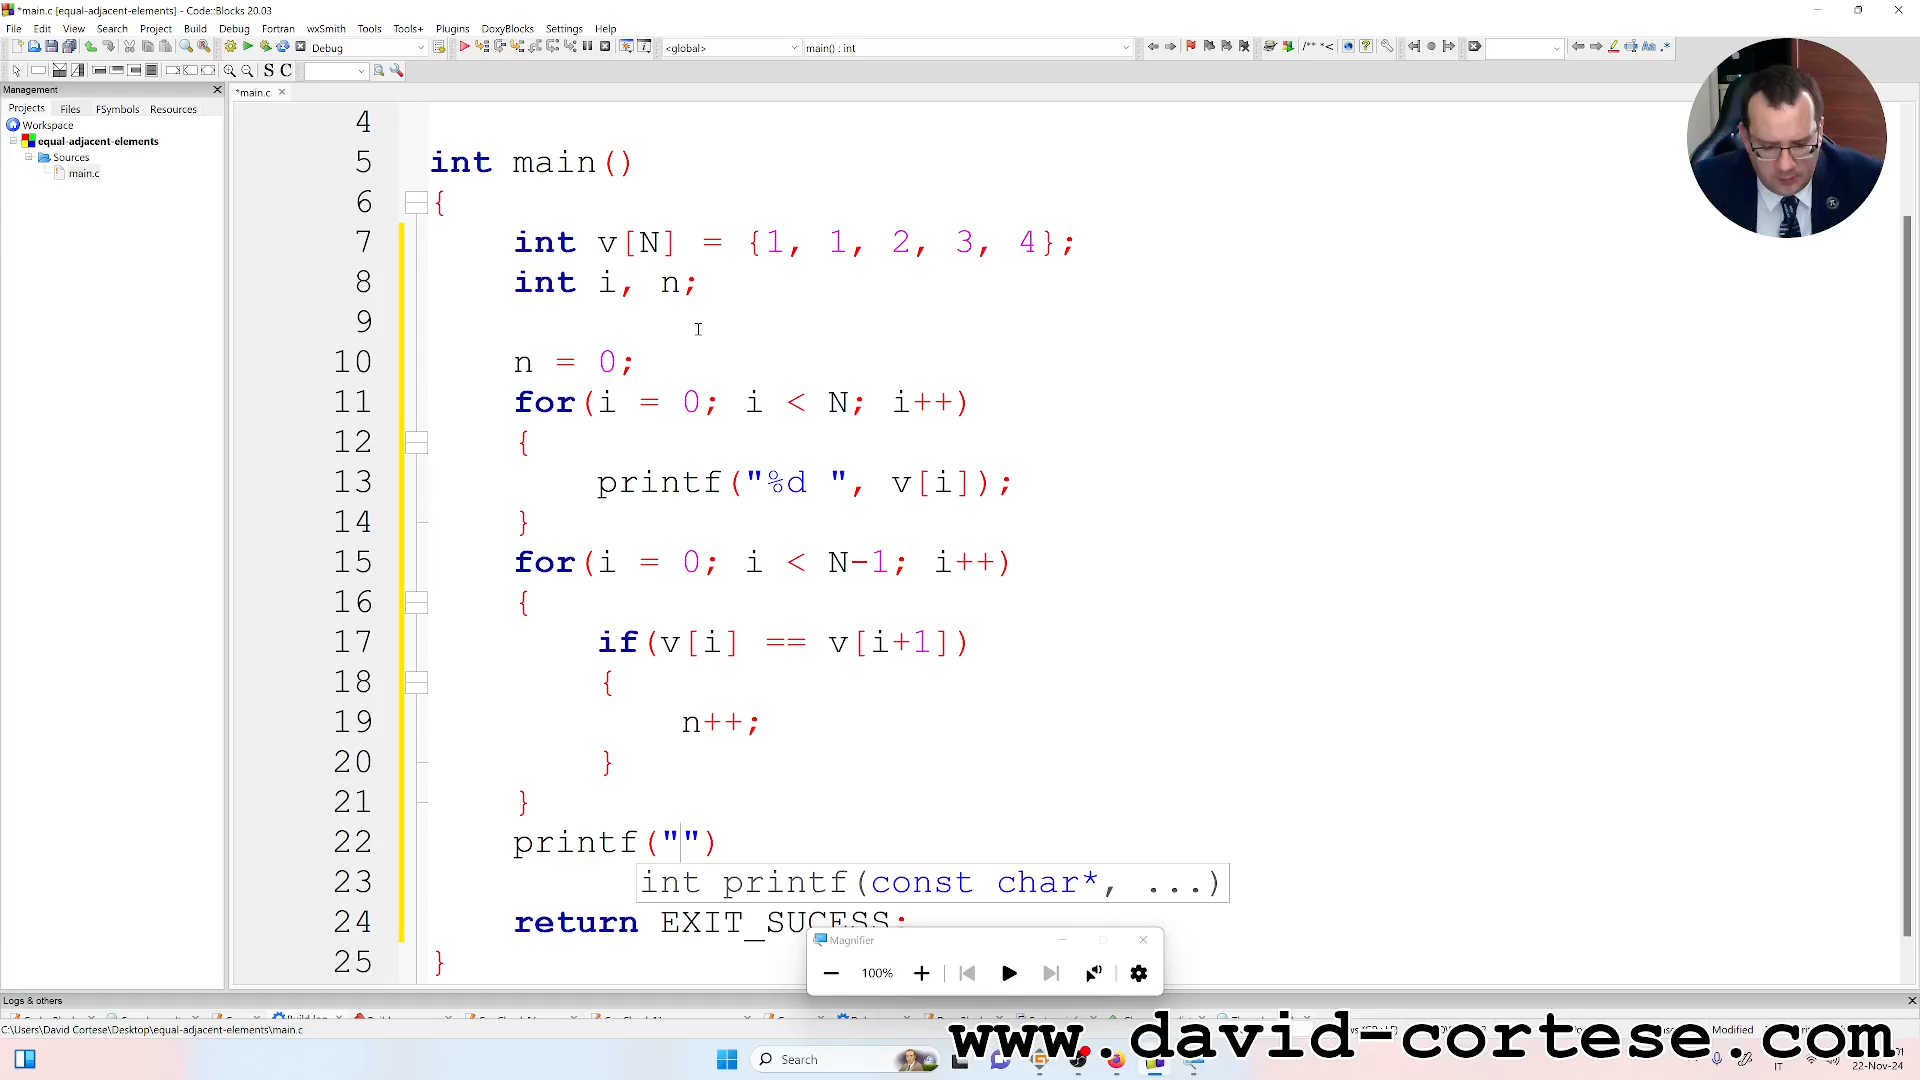 *main.c [equal-adjacent-elements] - Code::Blocks 20.03
File Edit View Search Project Build Debug Fortran wxSmith Tools Tools+ Plugins DoxyBlocks Settings Help
Debug
<global>
main() : int
S C
Management
Projects Files FSymbols Resources
Workspace
equal-adjacent-elements
Sources
main.c
*main.c
4
5 int main()
6 {
7 int v[N] = {1, 1, 2, 3, 4};
8 int i, n;
9
10 n = 0;
11 for(i = 0; i < N; i++)
12 {
13 printf("%d ", v[i]);
14 }
15 for(i = 0; i < N-1; i++)
16 {
17 if(v[i] == v[i+1])
18 {
19 n++;
20 }
21 }
22 printf("")
23 int printf(const char*, ...)
24 return EXIT_SUCESS;
25 }
Magnifier
100%
Logs & others
C:\Users\David Cortese\Desktop\equal-adjacent-elements\main.c
Modified
www.david-cortese.com
Search
IT
22-Nov-24